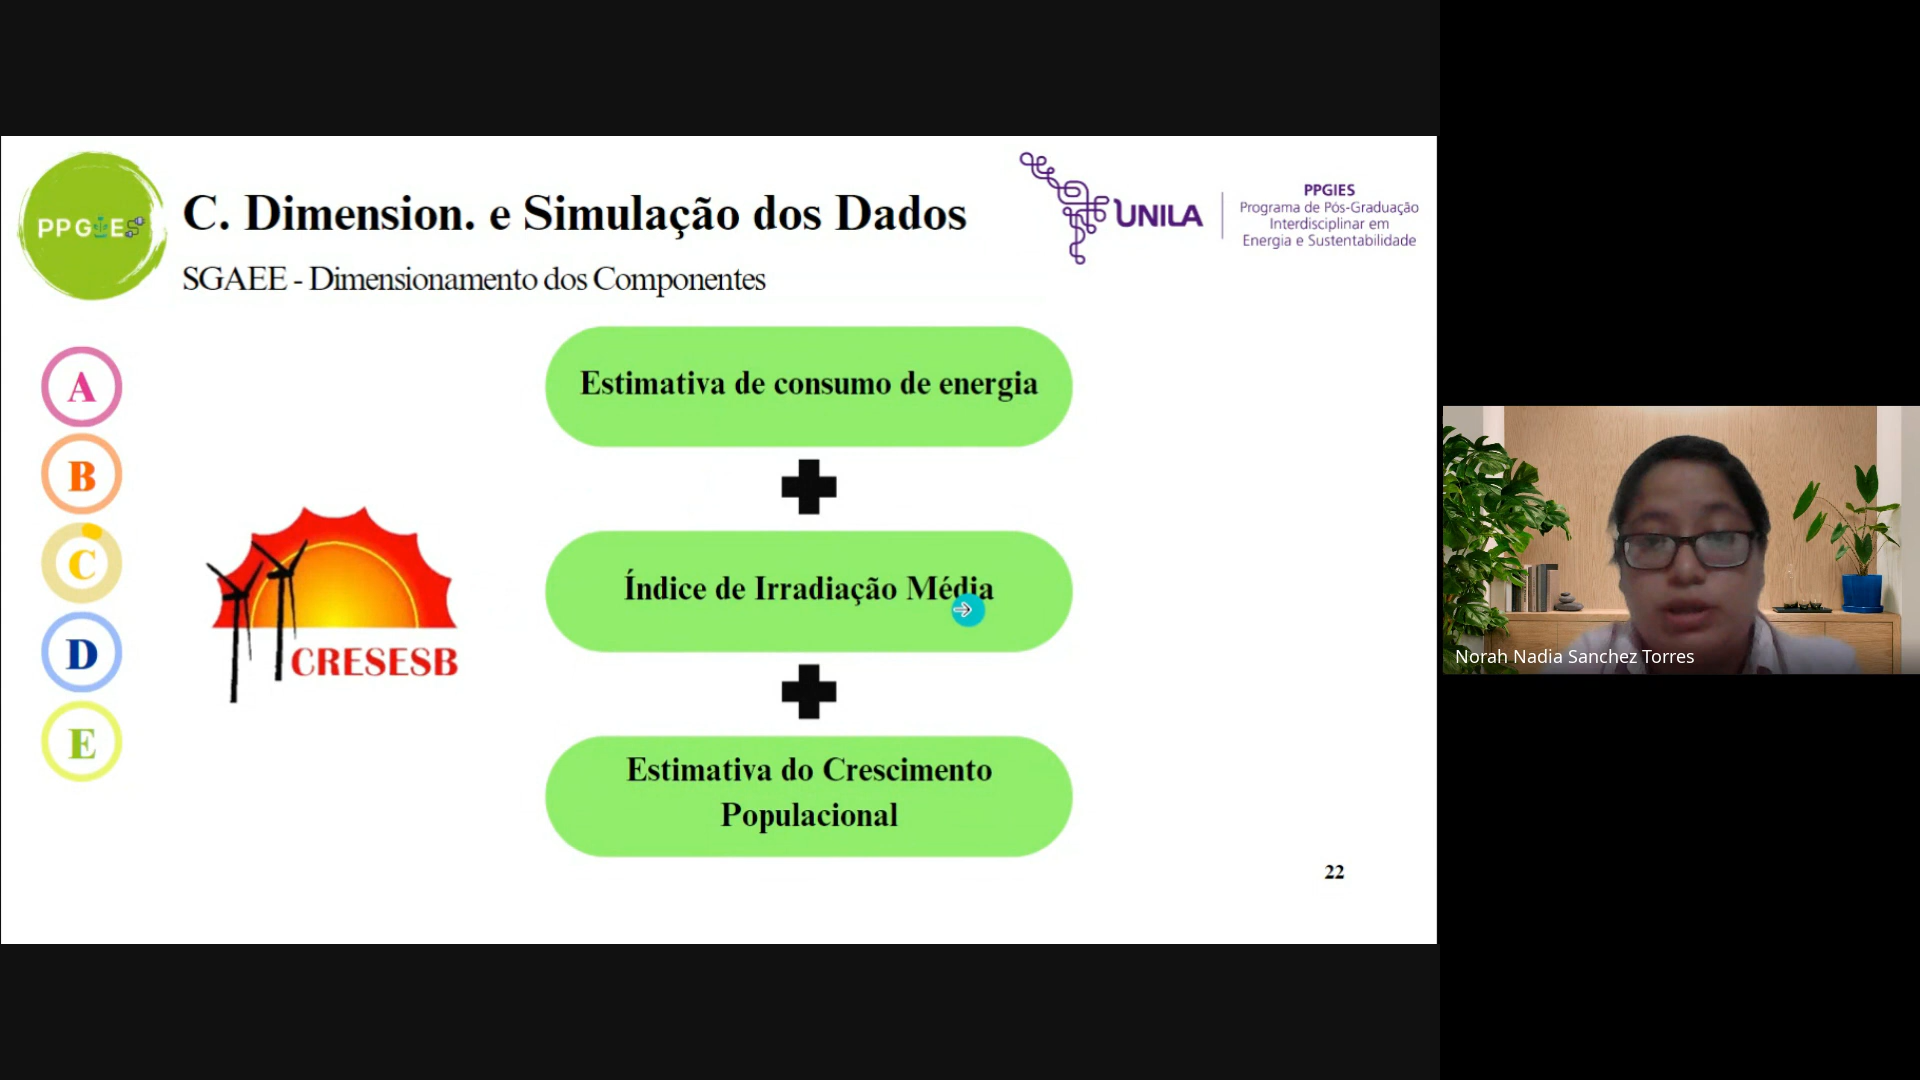 PPGIES
C. Dimension. e Simulação dos Dados
SGAEE - Dimensionamento dos Componentes
UNILA
PPGIES
Programa de Pós-Graduação
Interdisciplinar em
Energia e Sustentabilidade
A
B
C
D
E
CRESESB
Estimativa de consumo de energia
Índice de Irradiação Média
Estimativa do Crescimento
Populacional
22
Norah Nadia Sanchez Torres